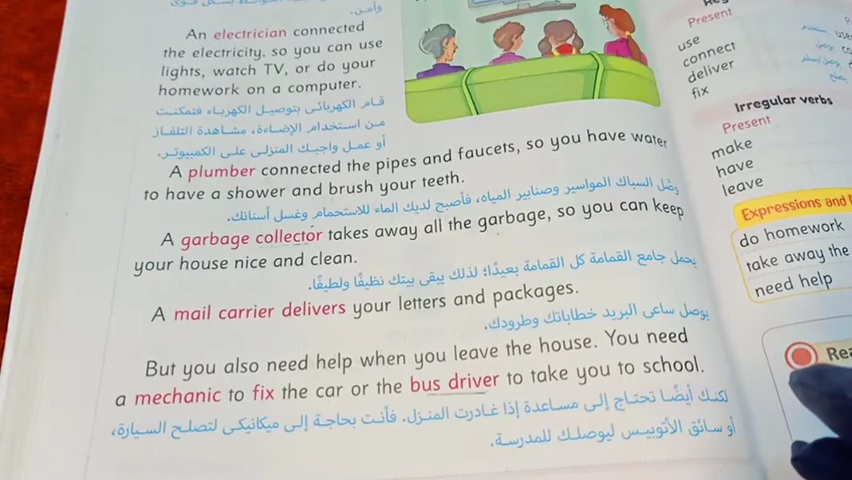 وآمن.
An electrician connected
the electricity. so you can use
lights, watch TV, or do your
homework on a computer.
قام الكهربائى بتوصيل الكهرباء فتمكنت
من استخدام الإضاءة، مشاهدة التلفاز
أو عمل واجبك المنزلى على الكمبيوتر.
A plumber connected the pipes and faucets, so you have water
to have a shower and brush your teeth.
وصّل السباك المواسير وصنابير المياه، فأصبح لديك الماء للاستحمام وغسل أسنانك.
A garbage collector takes away all the garbage, so you can keep
your house nice and clean.
يحمل جامع القمامة كل القمامة بعيدًا؛ لذلك يبقى بيتك نظيفًا ولطيفًا.
A mail carrier delivers your letters and packages.
يوصل ساعى البريد خطاباتك وطرودك.
But you also need help when you leave the house. You need
a mechanic to fix the car or the bus driver to take you to school.
لكنك أيضًا تحتاج إلى مساعدة إذا غادرت المنزل. فأنت بحاجة إلى ميكانيكى لتصلح السيارة،
أو سائق الأتوبيس ليوصلك للمدرسة.
Present
use
connect
deliver
fix
Irregular verbs
Present
make
have
leave
Expressions and
do homework
take away the
need help